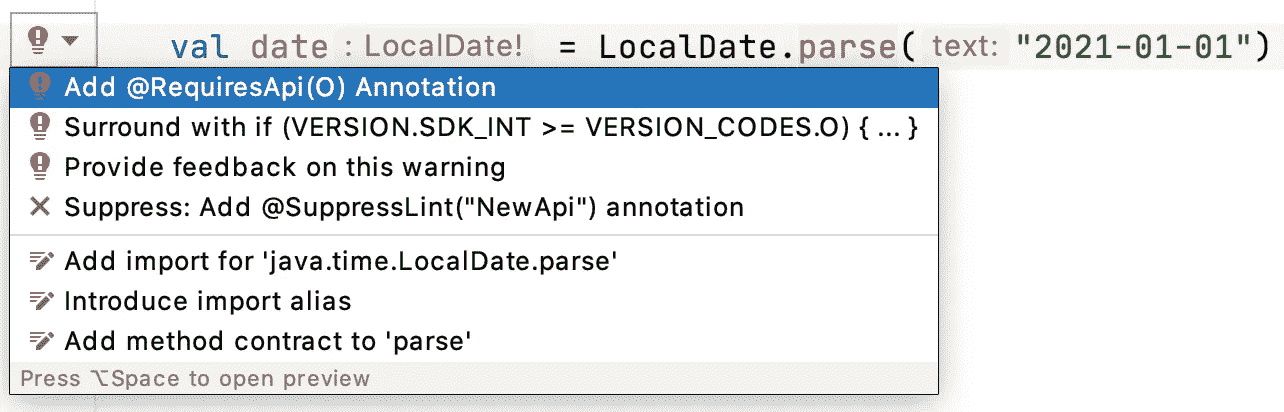 val date : LocalDate! = LocalDate.parse( text: "2021-01-01")
Add @RequiresApi(O) Annotation
Surround with if (VERSION.SDK_INT >= VERSION_CODES.O) { ... }
Provide feedback on this warning
Suppress: Add @SuppressLint("NewApi") annotation
Add import for 'java.time.LocalDate.parse'
Introduce import alias
Add method contract to 'parse'
Press ⌥Space to open preview